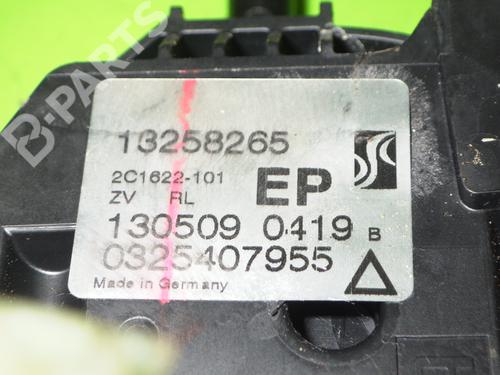 B-PARTS
13258265
2C1622-101
ZV RL EP
130509 0419 B
0325407955
Made in Germany